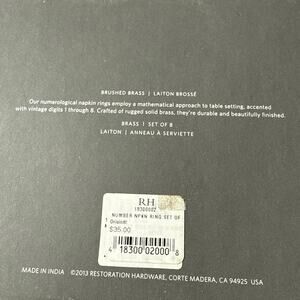 BRUSHED BRASS | LAITON BROSSÉ
Our numerological napkin rings employ a mathematical approach to table setting, accented
with vintage digits 1 through 8. Crafted of rugged solid brass, they're durable and beautifully finished.
BRASS | SET OF 8
LAITON | ANNEAU À SERVIETTE
RH
19300002
NUMBER NPKN RING SET OF
$35.00
4 18300 02000 8
MADE IN INDIA ©2013 RESTORATION HARDWARE, CORTE MADERA, CA 94925 USA